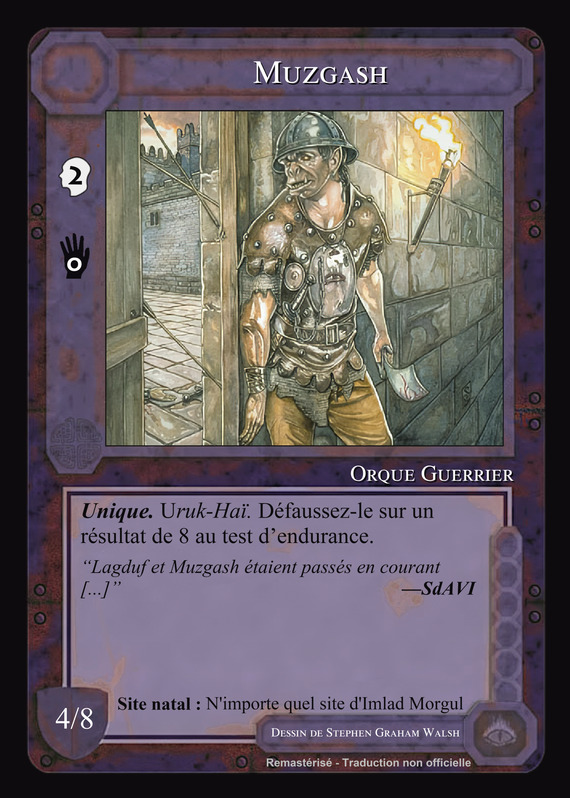 Muzgash
2
0
Orque Guerrier
Unique. Uruk-Haï. Défaussez-le sur un
résultat de 8 au test d’endurance.
“Lagduf et Muzgash étaient passés en courant
[...]” —SdAVI
Site natal : N'importe quel site d'Imlad Morgul
4/8
Dessin de Stephen Graham Walsh
Remastérisé - Traduction non officielle